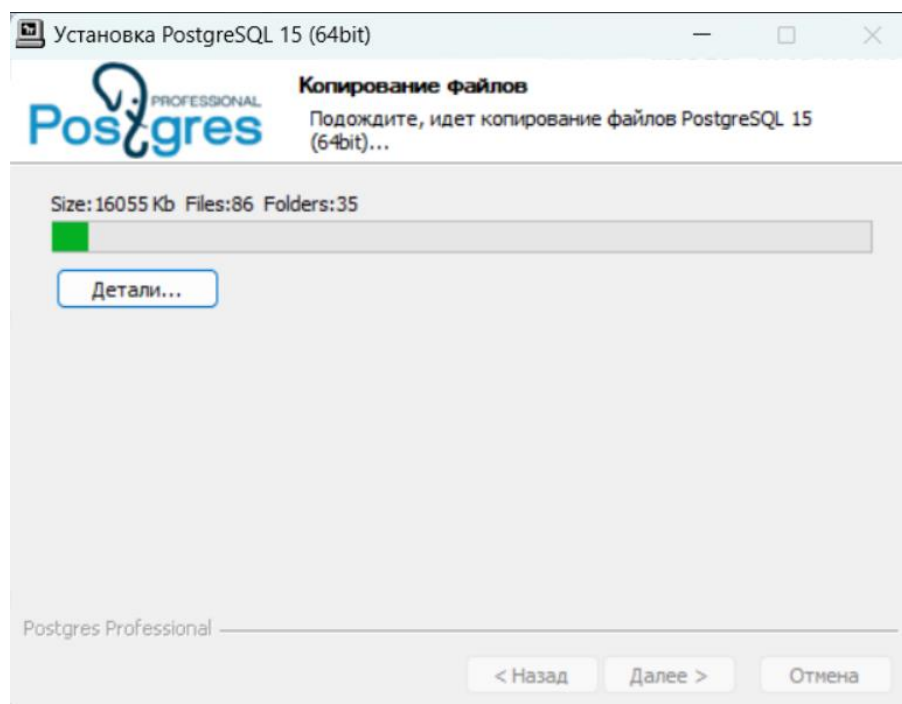 Установка PostgreSQL 15 (64bit)
PROFESSIONAL
Postgres
Копирование файлов
Подождите, идет копирование файлов PostgreSQL 15
(64bit)...
Size:16055 Kb Files:86 Folders:35
Детали...
Postgres Professional
< Назад
Далее >
Отмена